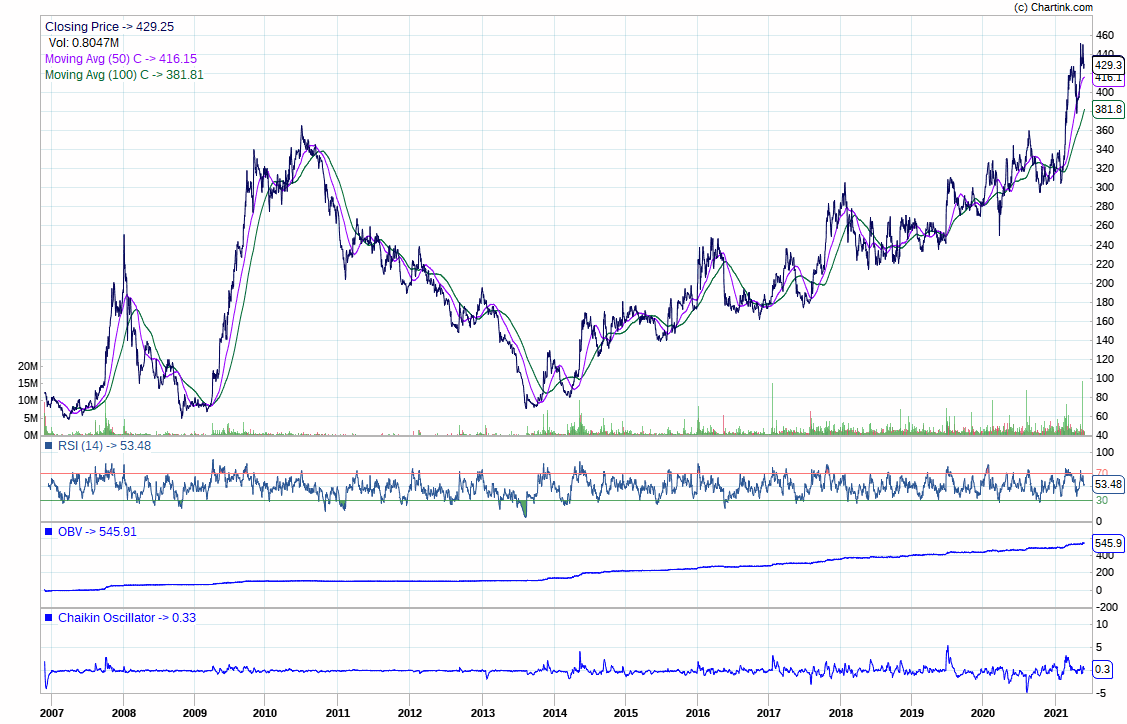 (c) Chartink.com
Closing Price -> 429.25
Vol: 0.8047M
Moving Avg (50) C -> 416.15
Moving Avg (100) C -> 381.81
460
440
429.3
416.1
400
381.8
360
340
320
300
280
260
240
220
200
180
160
140
120
100
80
60
40
20M
15M
10M
5M
0M
RSI (14) -> 53.48
100
70
53.48
30
0
OBV -> 545.91
545.9
400
200
0
-200
Chaikin Oscillator -> 0.33
10
5
0.3
-5
2007 2008 2009 2010 2011 2012 2013 2014 2015 2016 2017 2018 2019 2020 2021